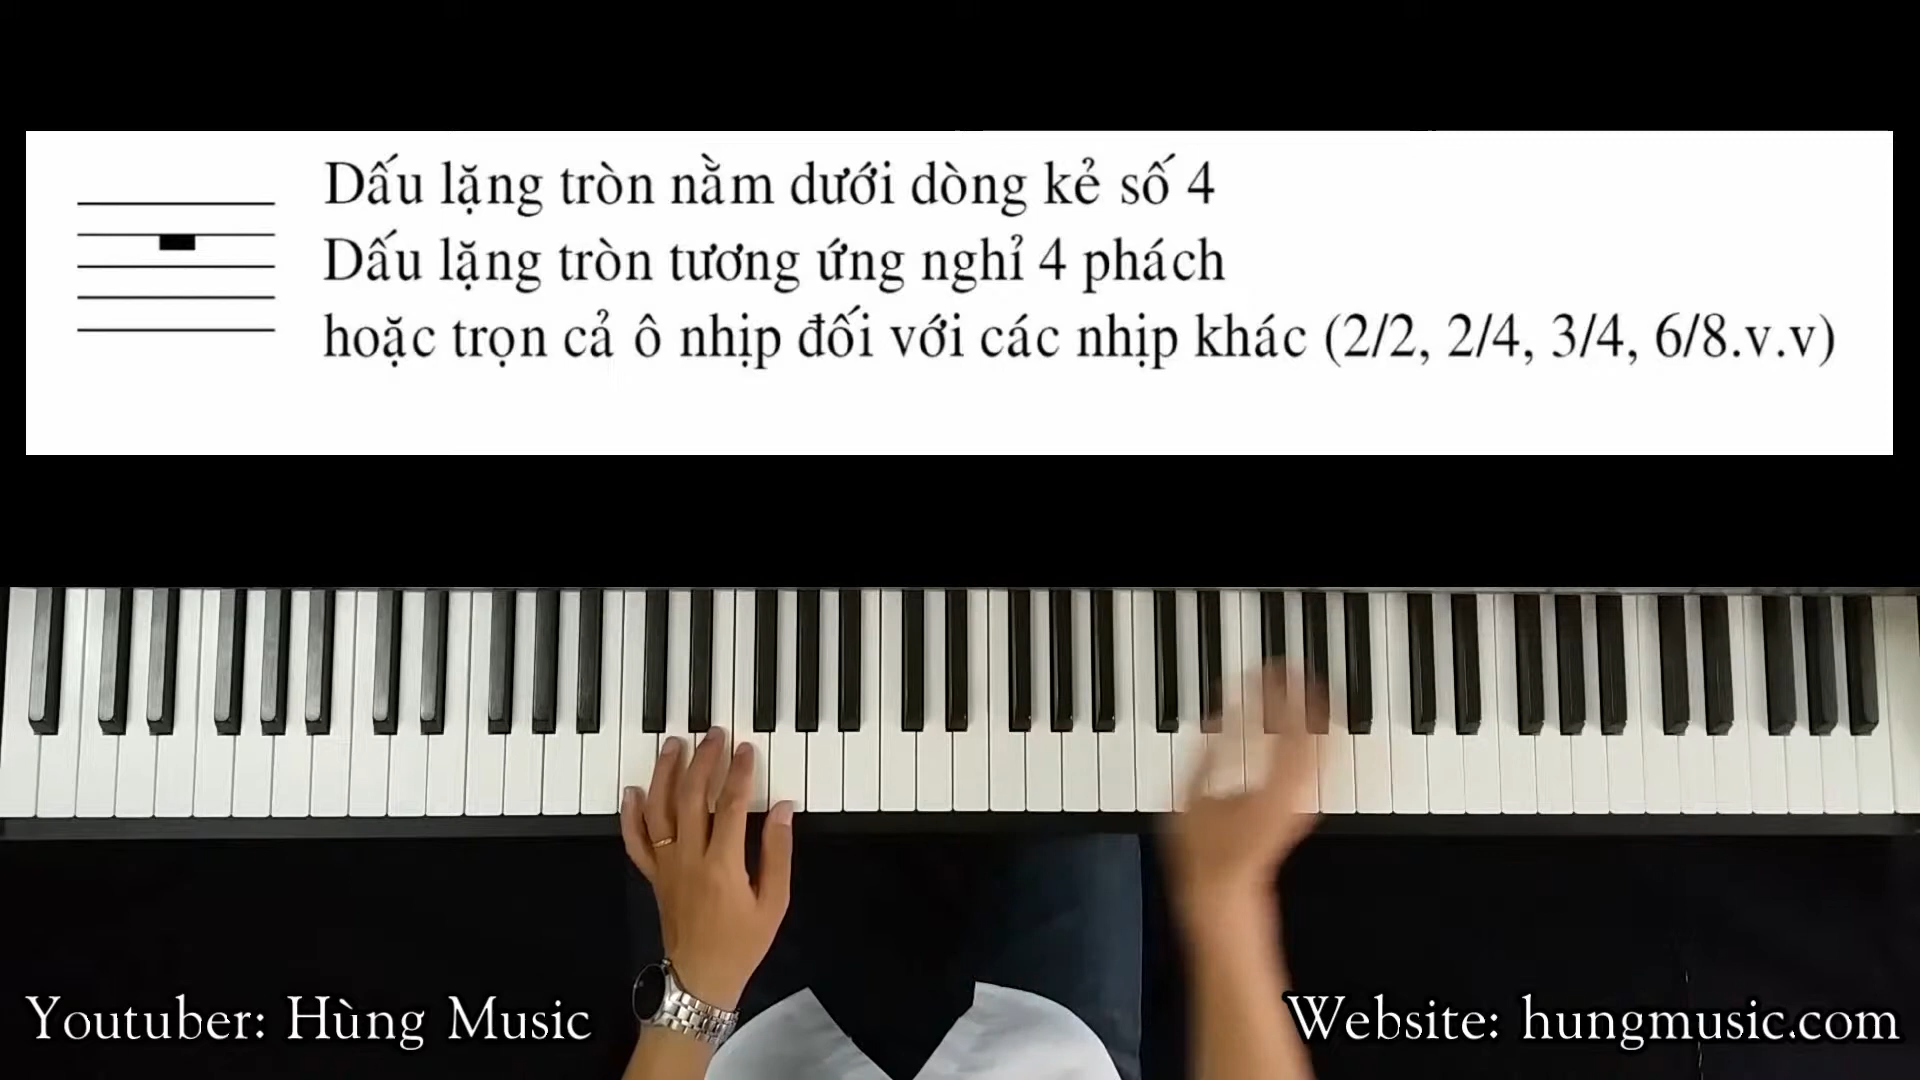 Dấu lặng tròn nằm dưới dòng kẻ số 4
Dấu lặng tròn tương ứng nghỉ 4 phách
hoặc trọn cả ô nhịp đối với các nhịp khác (2/2, 2/4, 3/4, 6/8.v.v)
Youtuber: Hùng Music
Website: hungmusic.com